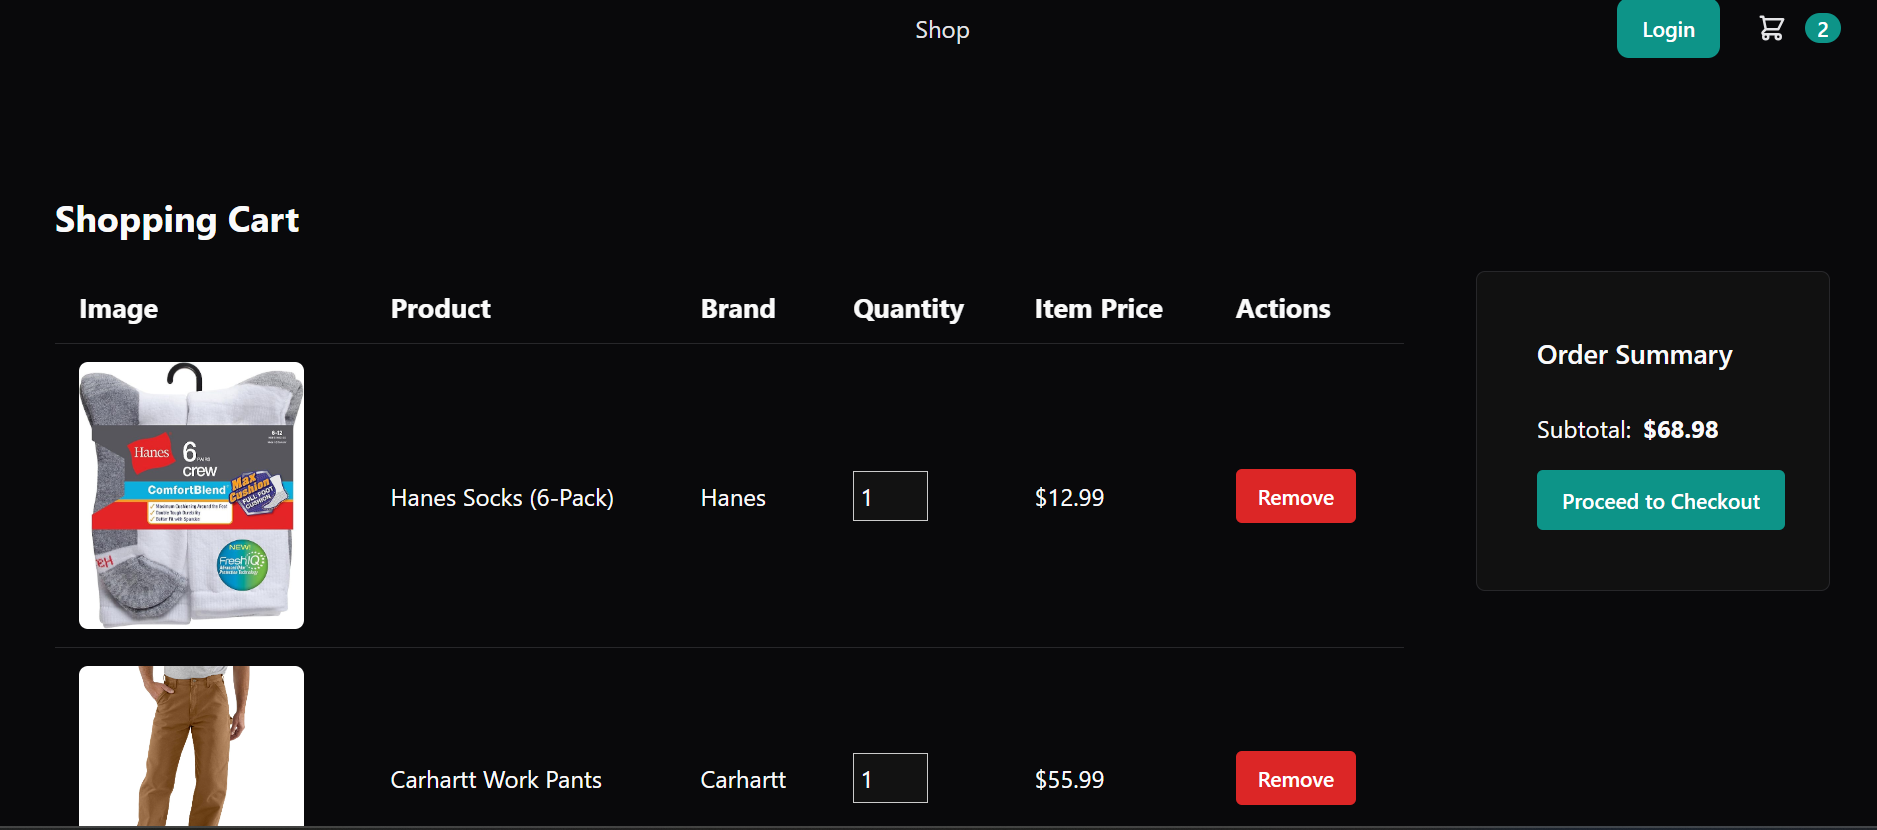 Shop
Login
2
Shopping Cart
Image Product Brand Quantity Item Price Actions
Hanes
6
crew
ComfortBlend
Max
Cushion
FULL-FOOT
CUSHION
NEW!
FreshIQ
Hanes Socks (6-Pack) Hanes 1 $12.99 Remove
Carhartt Work Pants Carhartt 1 $55.99 Remove
Order Summary
Subtotal: $68.98
Proceed to Checkout